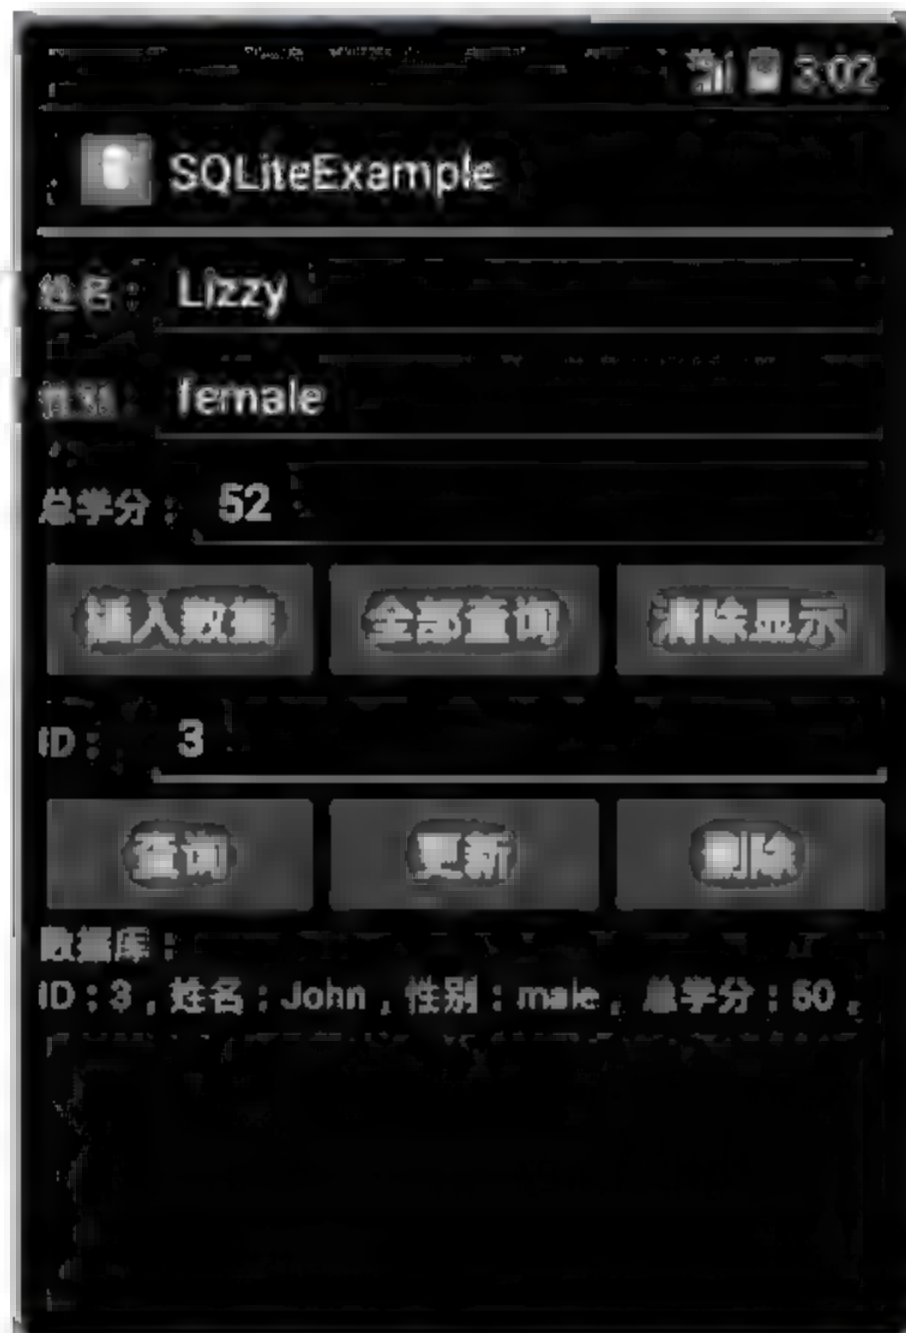 3:02
SQLiteExample
姓名： Lizzy
性别： female
总学分： 52
插入数据 全部查询 清除显示
ID： 3
查询 更新 删除
数据库：
ID：3，姓名：John，性别：male，总学分：50，